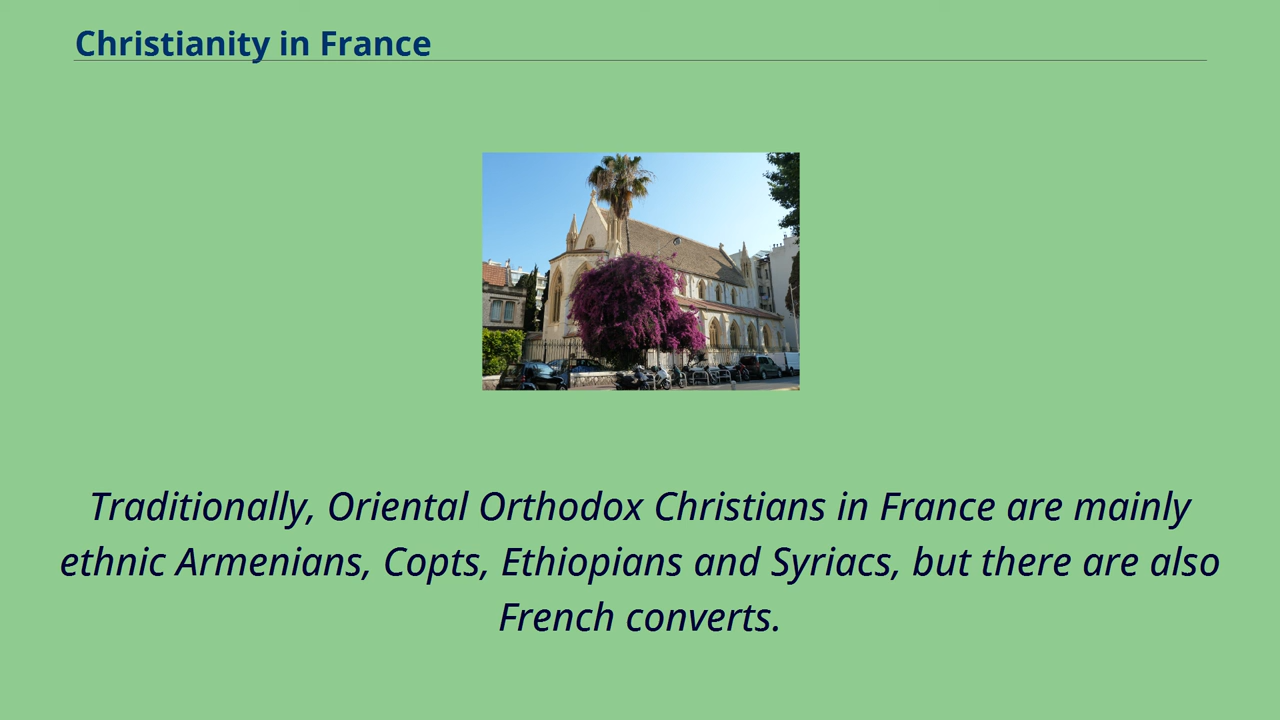 Christianity in France
Traditionally, Oriental Orthodox Christians in France are mainly
ethnic Armenians, Copts, Ethiopians and Syriacs, but there are also
French converts.